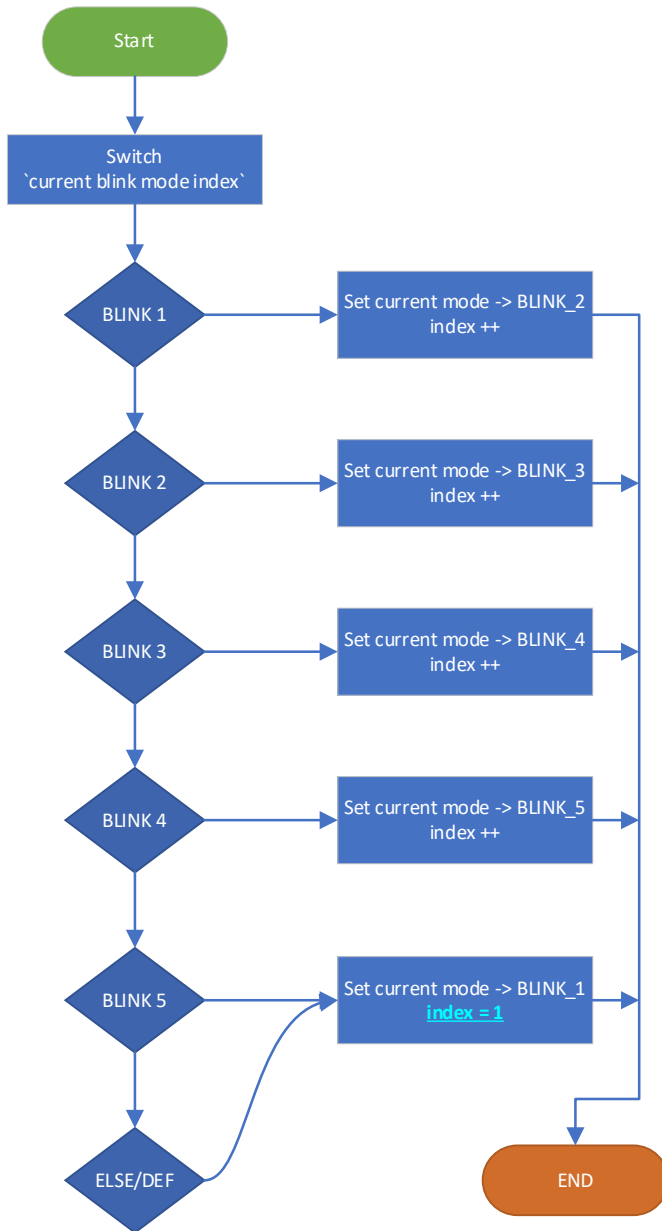 Start
Switch
`current blink mode index`
BLINK 1
Set current mode -> BLINK_2
index ++
BLINK 2
Set current mode -> BLINK_3
index ++
BLINK 3
Set current mode -> BLINK_4
index ++
BLINK 4
Set current mode -> BLINK_5
index ++
BLINK 5
Set current mode -> BLINK_1
index = 1
ELSE/DEF
END